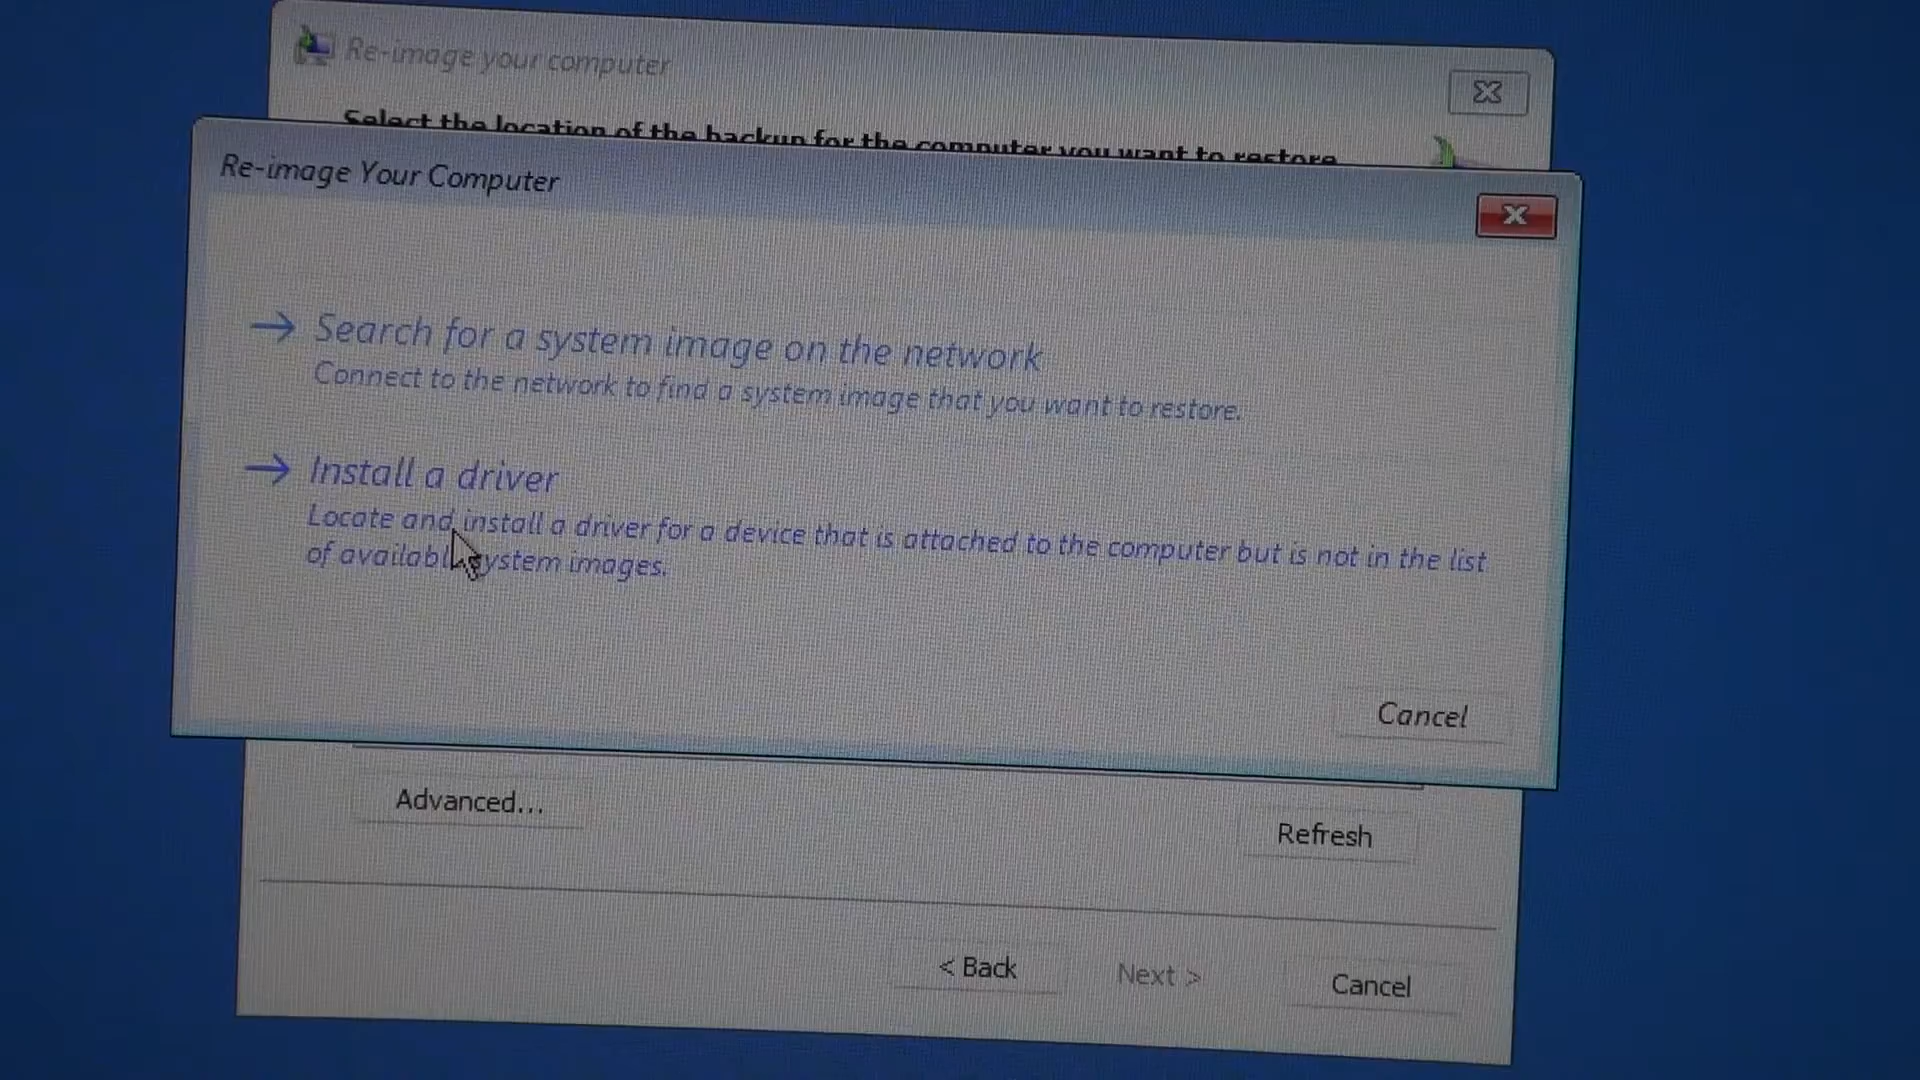 Re-image your computer
Select the location of the backup for the computer you want to restore
Re-image Your Computer
Search for a system image on the network
Connect to the network to find a system image that you want to restore.
Install a driver
Locate and install a driver for a device that is attached to the computer but is not in the list
of available system images.
Cancel
Advanced...
Refresh
< Back
Next >
Cancel